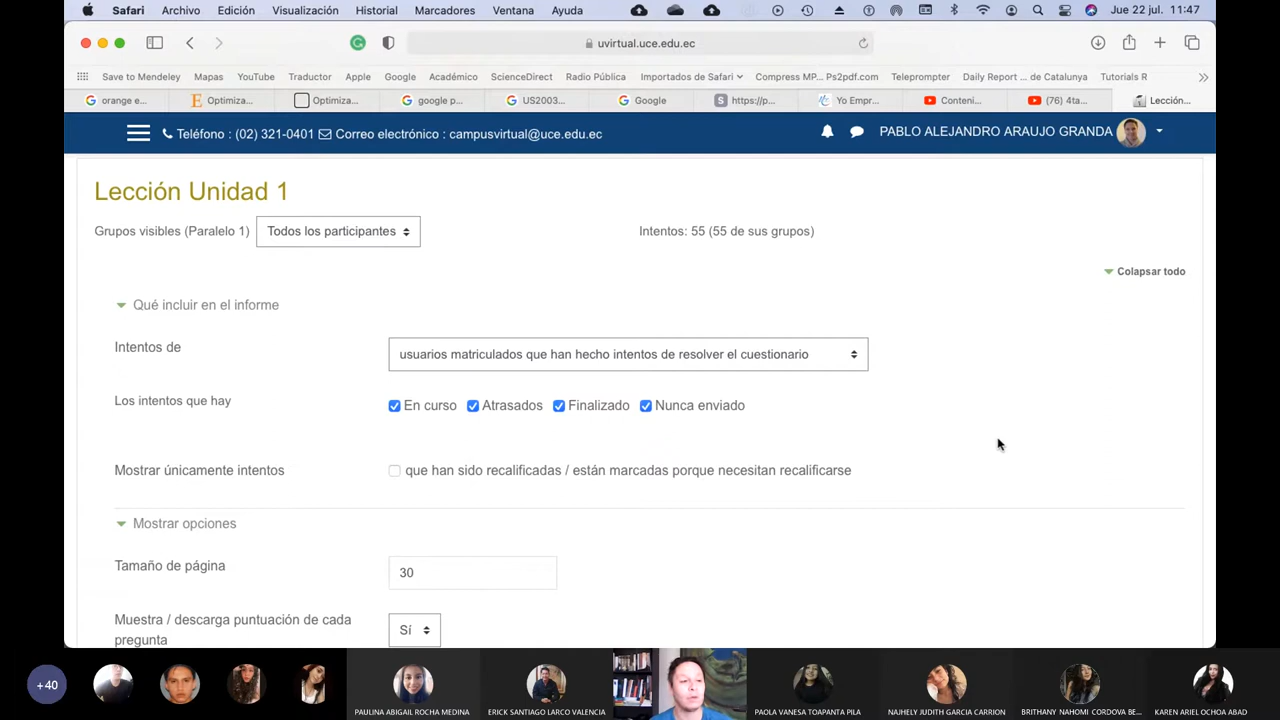 Safari Archivo Edición Visualización Historial Marcadores Ventana Ayuda Jue 22 jul. 11:47
uvirtual.uce.edu.ec
Save to Mendeley Mapas YouTube Traductor Apple Google Académico ScienceDirect Radio Pública Importados de Safari Compress MP... Ps2pdf.com Teleprompter Daily Report ... de Catalunya Tutorials R
orange e... Optimiza... Optimiza... google p... US2003... Google https://p... Yo Empr... Conteni... (76) 4ta... Lección...
Teléfono : (02) 321-0401 Correo electrónico : campusvirtual@uce.edu.ec PABLO ALEJANDRO ARAUJO GRANDA
Lección Unidad 1
Grupos visibles (Paralelo 1) Todos los participantes Intentos: 55 (55 de sus grupos)
Colapsar todo
Qué incluir en el informe
Intentos de usuarios matriculados que han hecho intentos de resolver el cuestionario
Los intentos que hay En curso Atrasados Finalizado Nunca enviado
Mostrar únicamente intentos que han sido recalificadas / están marcadas porque necesitan recalificarse
Mostrar opciones
Tamaño de página 30
Muestra / descarga puntuación de cada
pregunta Sí
+40
PAULINA ABIGAIL ROCHA MEDINA ERICK SANTIAGO LARCO VALENCIA PAOLA VANESA TOAPANTA PILA NAJHELY JUDITH GARCIA CARRION BRITHANY NAHOMI CORDOVA BE... KAREN ARIEL OCHOA ABAD